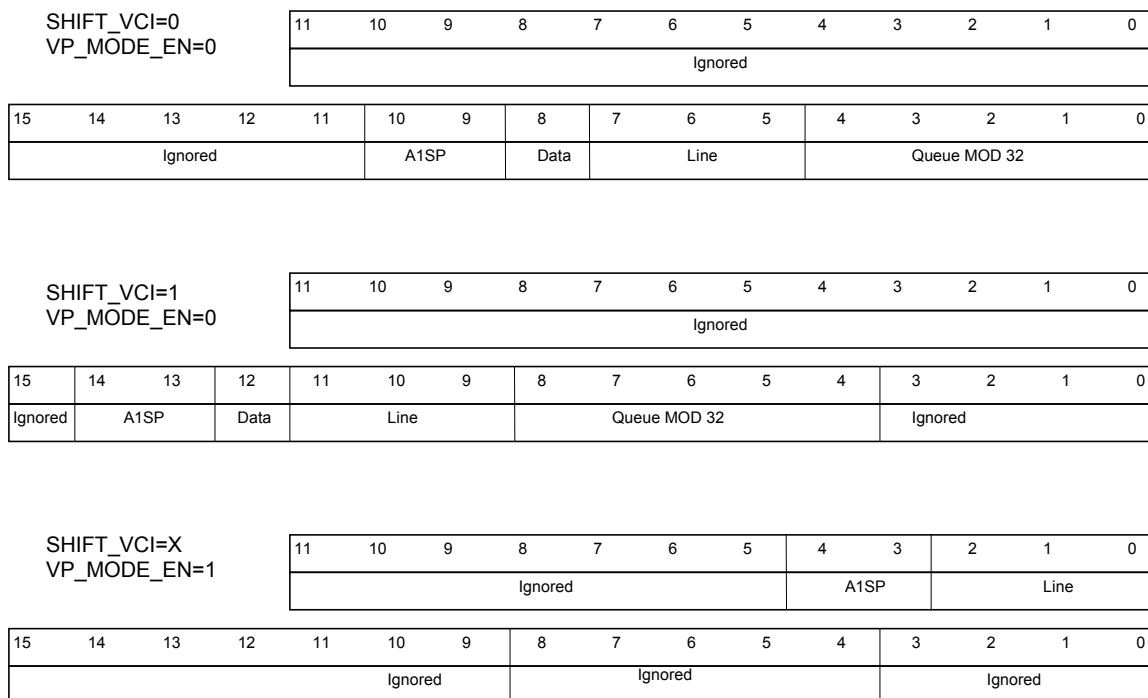 SHIFT_VCI=0
VP_MODE_EN=0
11 10 9 8 7 6 5 4 3 2 1 0
Ignored
15 14 13 12 11 10 9 8 7 6 5 4 3 2 1 0
Ignored A1SP Data Line Queue MOD 32
SHIFT_VCI=1
VP_MODE_EN=0
11 10 9 8 7 6 5 4 3 2 1 0
Ignored
15 14 13 12 11 10 9 8 7 6 5 4 3 2 1 0
Ignored A1SP Data Line Queue MOD 32 Ignored
SHIFT_VCI=X
VP_MODE_EN=1
11 10 9 8 7 6 5 4 3 2 1 0
Ignored A1SP Line
15 14 13 12 11 10 9 8 7 6 5 4 3 2 1 0
Ignored Ignored Ignored